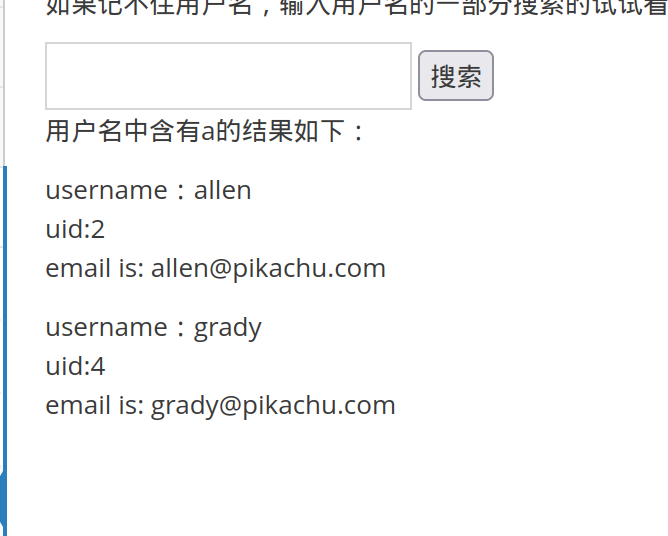 如果记不住用户名，输入用户名的一部分搜索的试试看
搜索
用户名中含有a的结果如下：
username：allen
uid:2
email is: allen@pikachu.com
username：grady
uid:4
email is: grady@pikachu.com